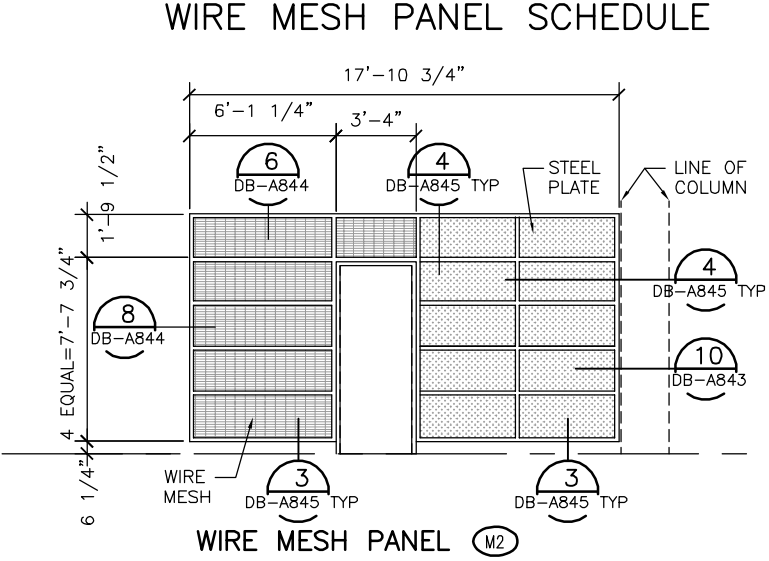 WIRE MESH PANEL SCHEDULE
17'-10 3/4"
6'-1 1/4"
3'-4"
1'-9 1/2"
6
DB-A844
4
DB-A845 TYP
STEEL
PLATE
LINE OF
COLUMN
4 EQUAL=7'-7 3/4"
4
DB-A845 TYP
8
DB-A844
10
DB-A843
6 1/4"
WIRE
MESH
3
DB-A845 TYP
3
DB-A845 TYP
WIRE MESH PANEL M2